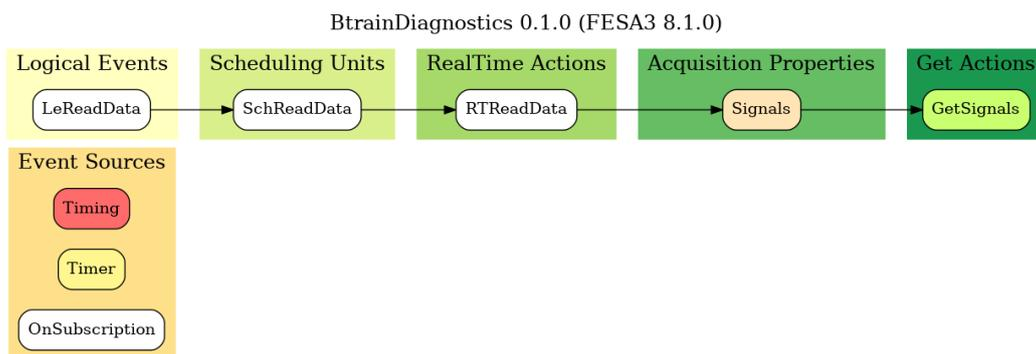 BtrainDiagnostics 0.1.0 (FESA3 8.1.0)
Logical Events
LeReadData
Scheduling Units
SchReadData
RealTime Actions
RTReadData
Acquisition Properties
Signals
Get Actions
GetSignals
Event Sources
Timing
Timer
OnSubscription